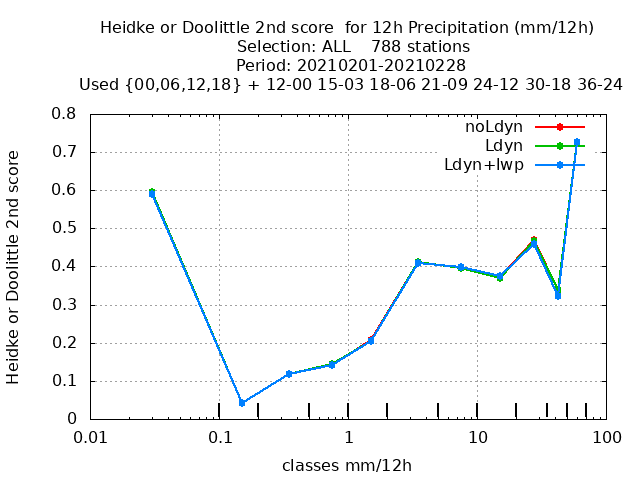 Heidke or Doolittle 2nd score  for 12h Precipitation (mm/12h)
Selection: ALL    788 stations
Period: 20210201-20210228
Used {00,06,12,18} + 12-00 15-03 18-06 21-09 24-12 30-18 36-24
noLdyn
Ldyn
Ldyn+lwp
Heidke or Doolittle 2nd score
0.8
0.7
0.6
0.5
0.4
0.3
0.2
0.1
0
0.01 0.1 1 10 100
classes mm/12h